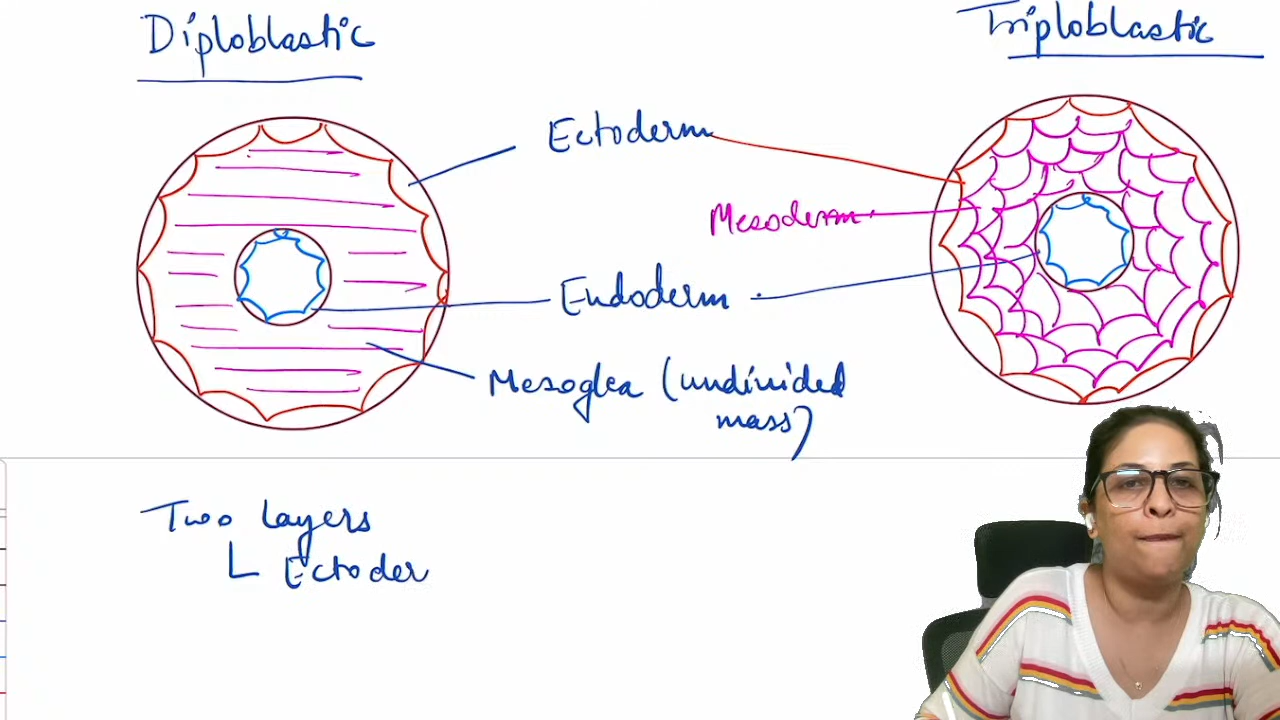 Diploblastic
Triploblastic
Ectoderm
Mesoderm
Endoderm
Mesoglea (undivided
mass)
Two layers
Ectoder